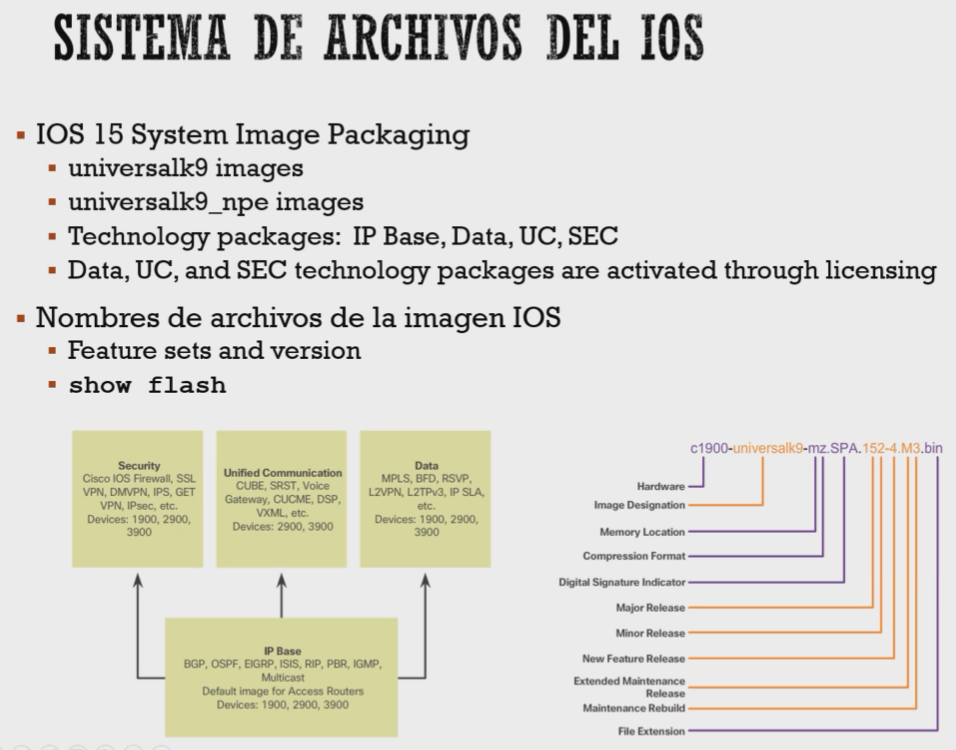 SISTEMA DE ARCHIVOS DEL IOS
IOS 15 System Image Packaging
universalk9 images
universalk9_npe images
Technology packages: IP Base, Data, UC, SEC
Data, UC, and SEC technology packages are activated through licensing
Nombres de archivos de la imagen IOS
Feature sets and version
show flash
Security
Cisco IOS Firewall, SSL
VPN, DMVPN, IPS, GET
VPN, IPsec, etc.
Devices: 1900, 2900,
3900
Unified Communication
CUBE, SRST, Voice
Gateway, CUCME, DSP,
VXML, etc.
Devices: 2900, 3900
Data
MPLS, BFD, RSVP,
L2VPN, L2TPv3, IP SLA,
etc.
Devices: 1900, 2900,
3900
IP Base
BGP, OSPF, EIGRP, ISIS, RIP, PBR, IGMP,
Multicast
Default image for Access Routers
Devices: 1900, 2900, 3900
c1900-universalk9-mz.SPA.152-4.M3.bin
Hardware
Image Designation
Memory Location
Compression Format
Digital Signature Indicator
Major Release
Minor Release
New Feature Release
Extended Maintenance
Release
Maintenance Rebuild
File Extension